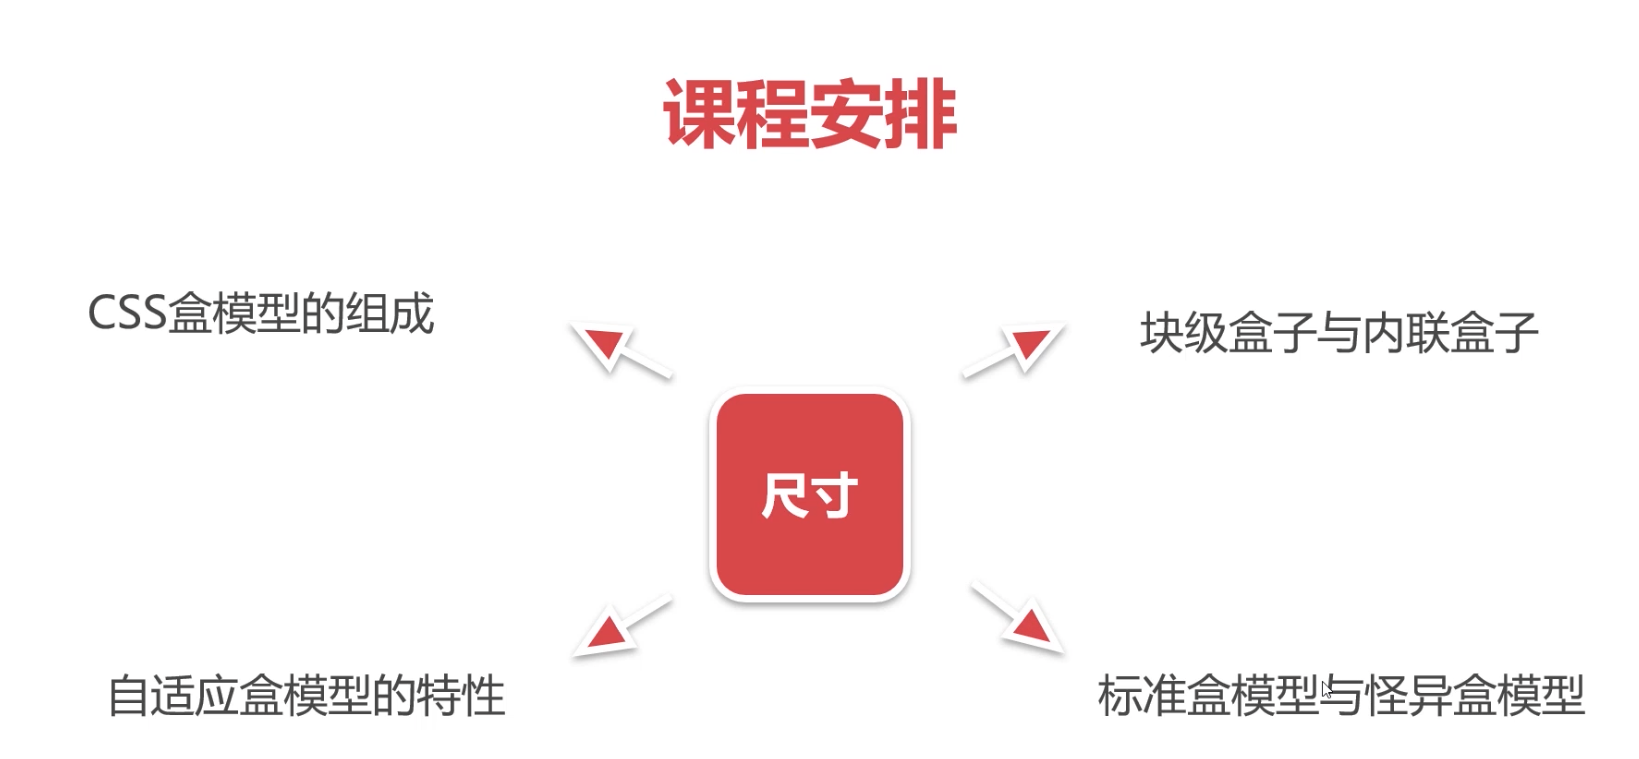 课程安排
CSS盒模型的组成
块级盒子与内联盒子
尺寸
自适应盒模型的特性
标准盒模型与怪异盒模型